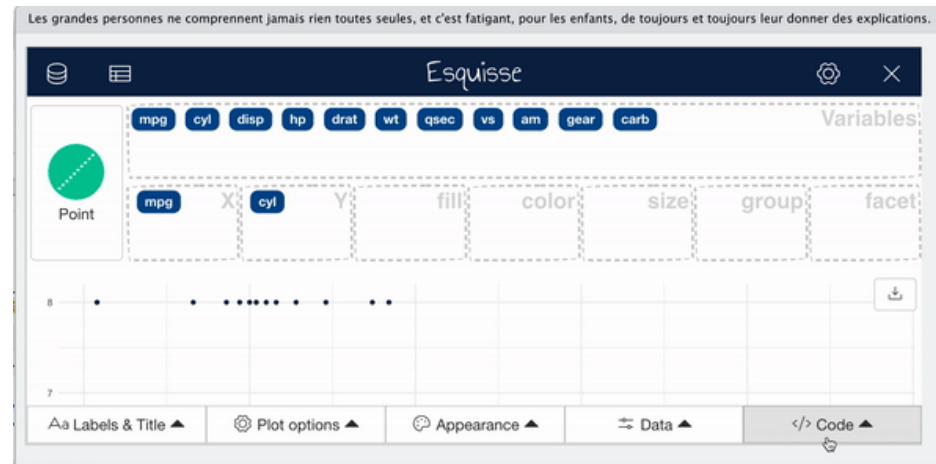 Les grandes personnes ne comprennent jamais rien toutes seules, et c'est fatigant, pour les enfants, de toujours et toujours leur donner des explications.
Esquisse
mpg cyl disp hp drat wt qsec vs am gear carb Variables
Point
mpg X cyl Y fill color size group facet
8
7
Aa Labels & Title Plot options Appearance Data </> Code